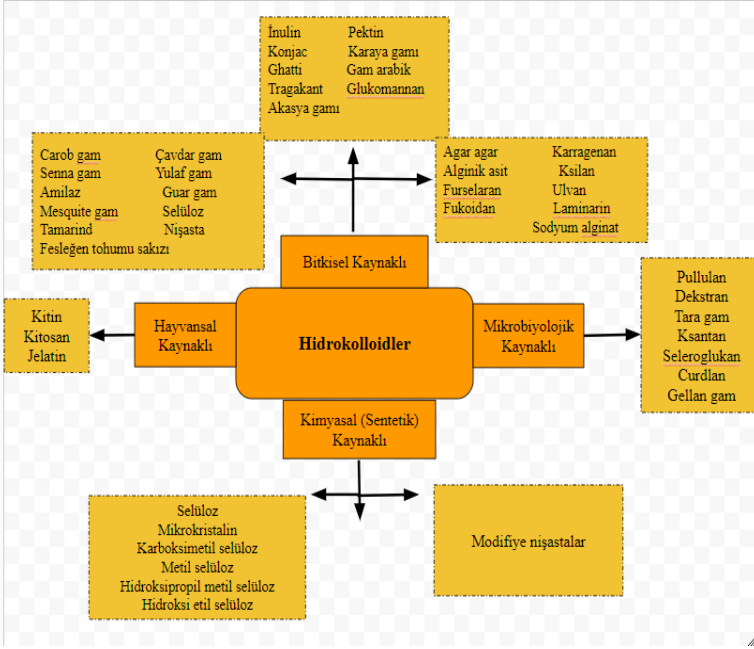 İnulin Pektin
Konjac Karaya gamı
Ghatti Gam arabik
Tragakant Glukomannan
Akasya gamı
Carob gam Çavdar gam
Senna gam Yulaf gam
Amilaz Guar gam
Mesquite gam Selüloz
Tamarind Nişasta
Fesleğen tohumu sakızı
Agar agar Karragenan
Alginik asit Ksilan
Furselaran Ulvan
Fukoidan Laminarin
Sodyum alginat
Bitkisel Kaynaklı
Kitin
Kitosan
Jelatin
Hayvansal
Kaynaklı
Hidrokolloidler
Mikrobiyolojik
Kaynaklı
Pullulan
Dekstran
Tara gam
Ksantan
Seleroglukan
Curdlan
Gellan gam
Kimyasal (Sentetik)
Kaynaklı
Selüloz
Mikrokristalin
Karboksimetil selüloz
Metil selüloz
Hidroksipropil metil selüloz
Hidroksi etil selüloz
Modifiye nişastalar